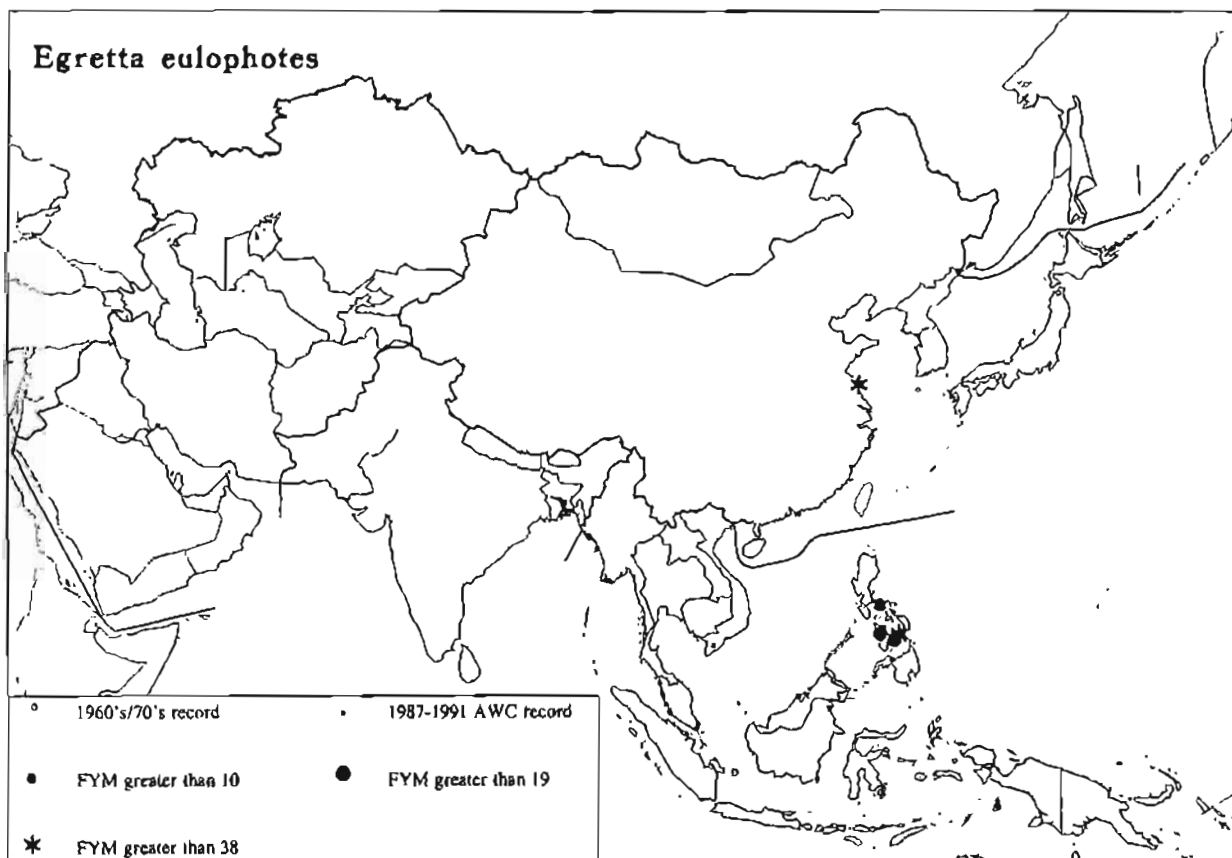 Egretta eulophotes
1960's/70's record
1987-1991 AWC record
FYM greater than 10
FYM greater than 19
FYM greater than 38